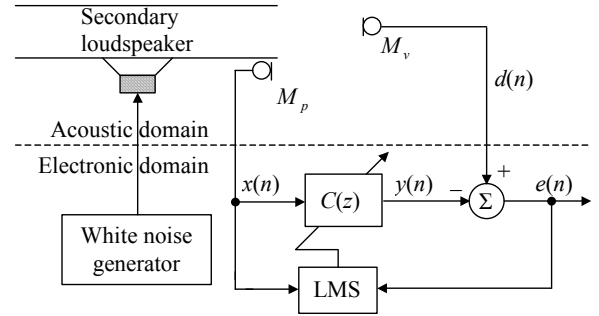 Secondary
loudspeaker
M_v
M_p
d(n)
Acoustic domain
Electronic domain
+
x(n)
C(z)
y(n)
−
Σ
e(n)
White noise
generator
LMS